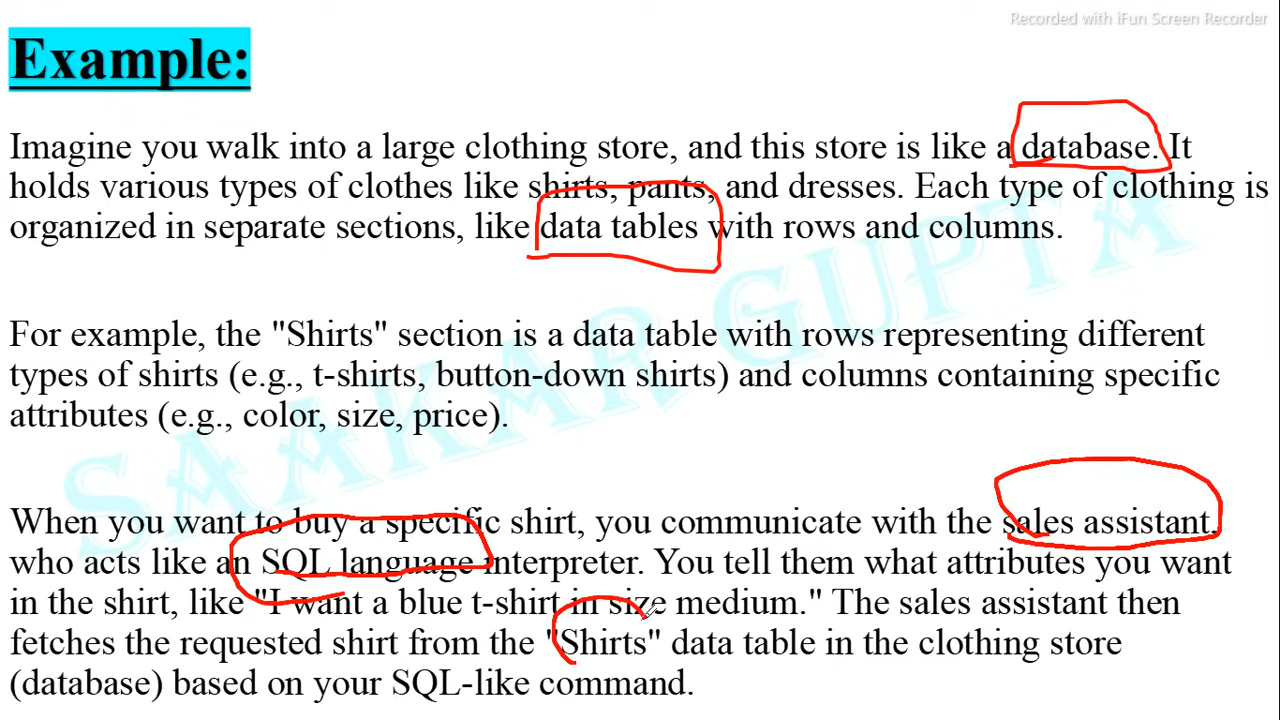 Recorded with iFun Screen Recorder
Example:
Imagine you walk into a large clothing store, and this store is like a database. It
holds various types of clothes like shirts, pants, and dresses. Each type of clothing is
organized in separate sections, like data tables with rows and columns.
For example, the "Shirts" section is a data table with rows representing different
types of shirts (e.g., t-shirts, button-down shirts) and columns containing specific
attributes (e.g., color, size, price).
When you want to buy a specific shirt, you communicate with the sales assistant,
who acts like an SQL language interpreter. You tell them what attributes you want
in the shirt, like "I want a blue t-shirt in size medium." The sales assistant then
fetches the requested shirt from the "Shirts" data table in the clothing store
(database) based on your SQL-like command.
SAAKAR GUPTA